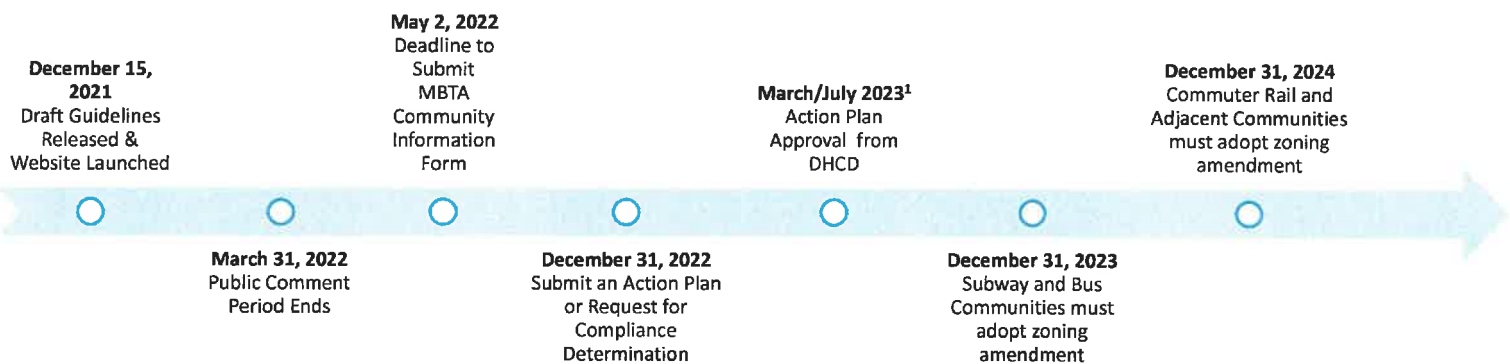 December 15,
2021
Draft Guidelines
Released &
Website Launched
March 31, 2022
Public Comment
Period Ends
May 2, 2022
Deadline to
Submit
MBTA
Community
Information
Form
December 31, 2022
Submit an Action Plan
or Request for
Compliance
Determination
March/July 2023¹
Action Plan
Approval from
DHCD
December 31, 2023
Subway and Bus
Communities must
adopt zoning
amendment
December 31, 2024
Commuter Rail and
Adjacent Communities
must adopt zoning
amendment